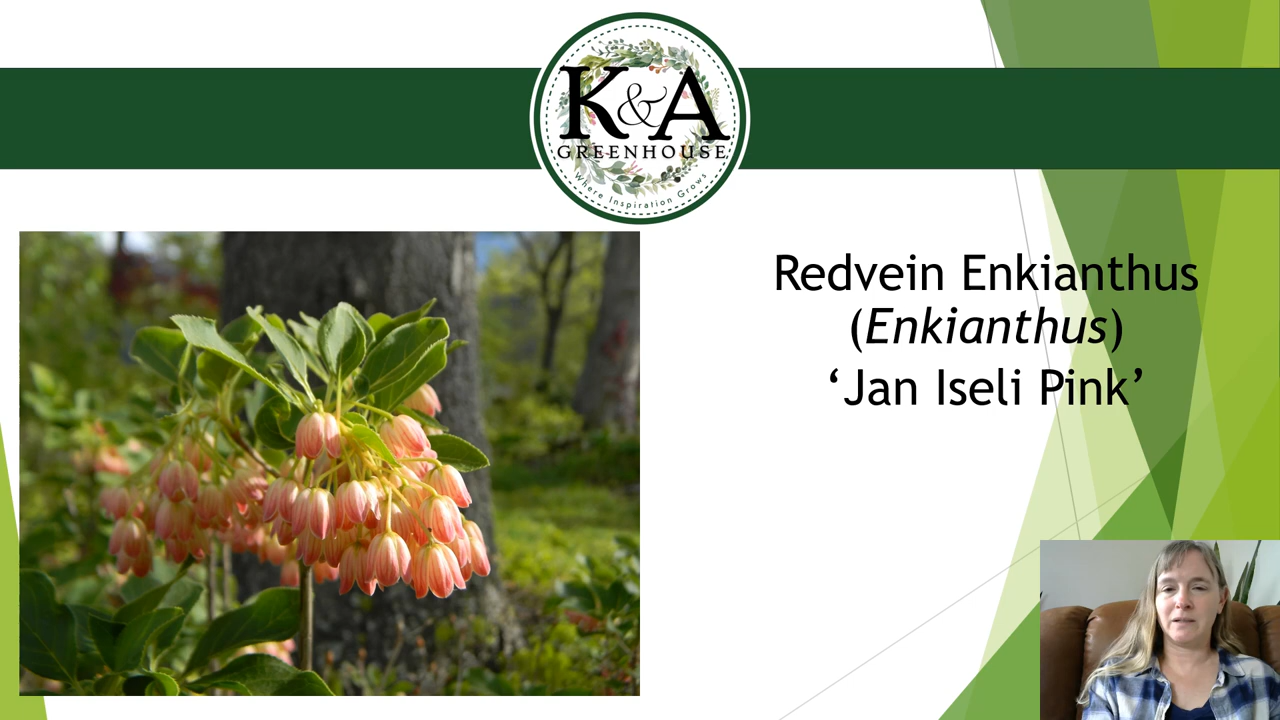 K&A
GREENHOUSE
Where Inspiration Grows
Redvein Enkianthus
(Enkianthus)
‘Jan Iseli Pink’